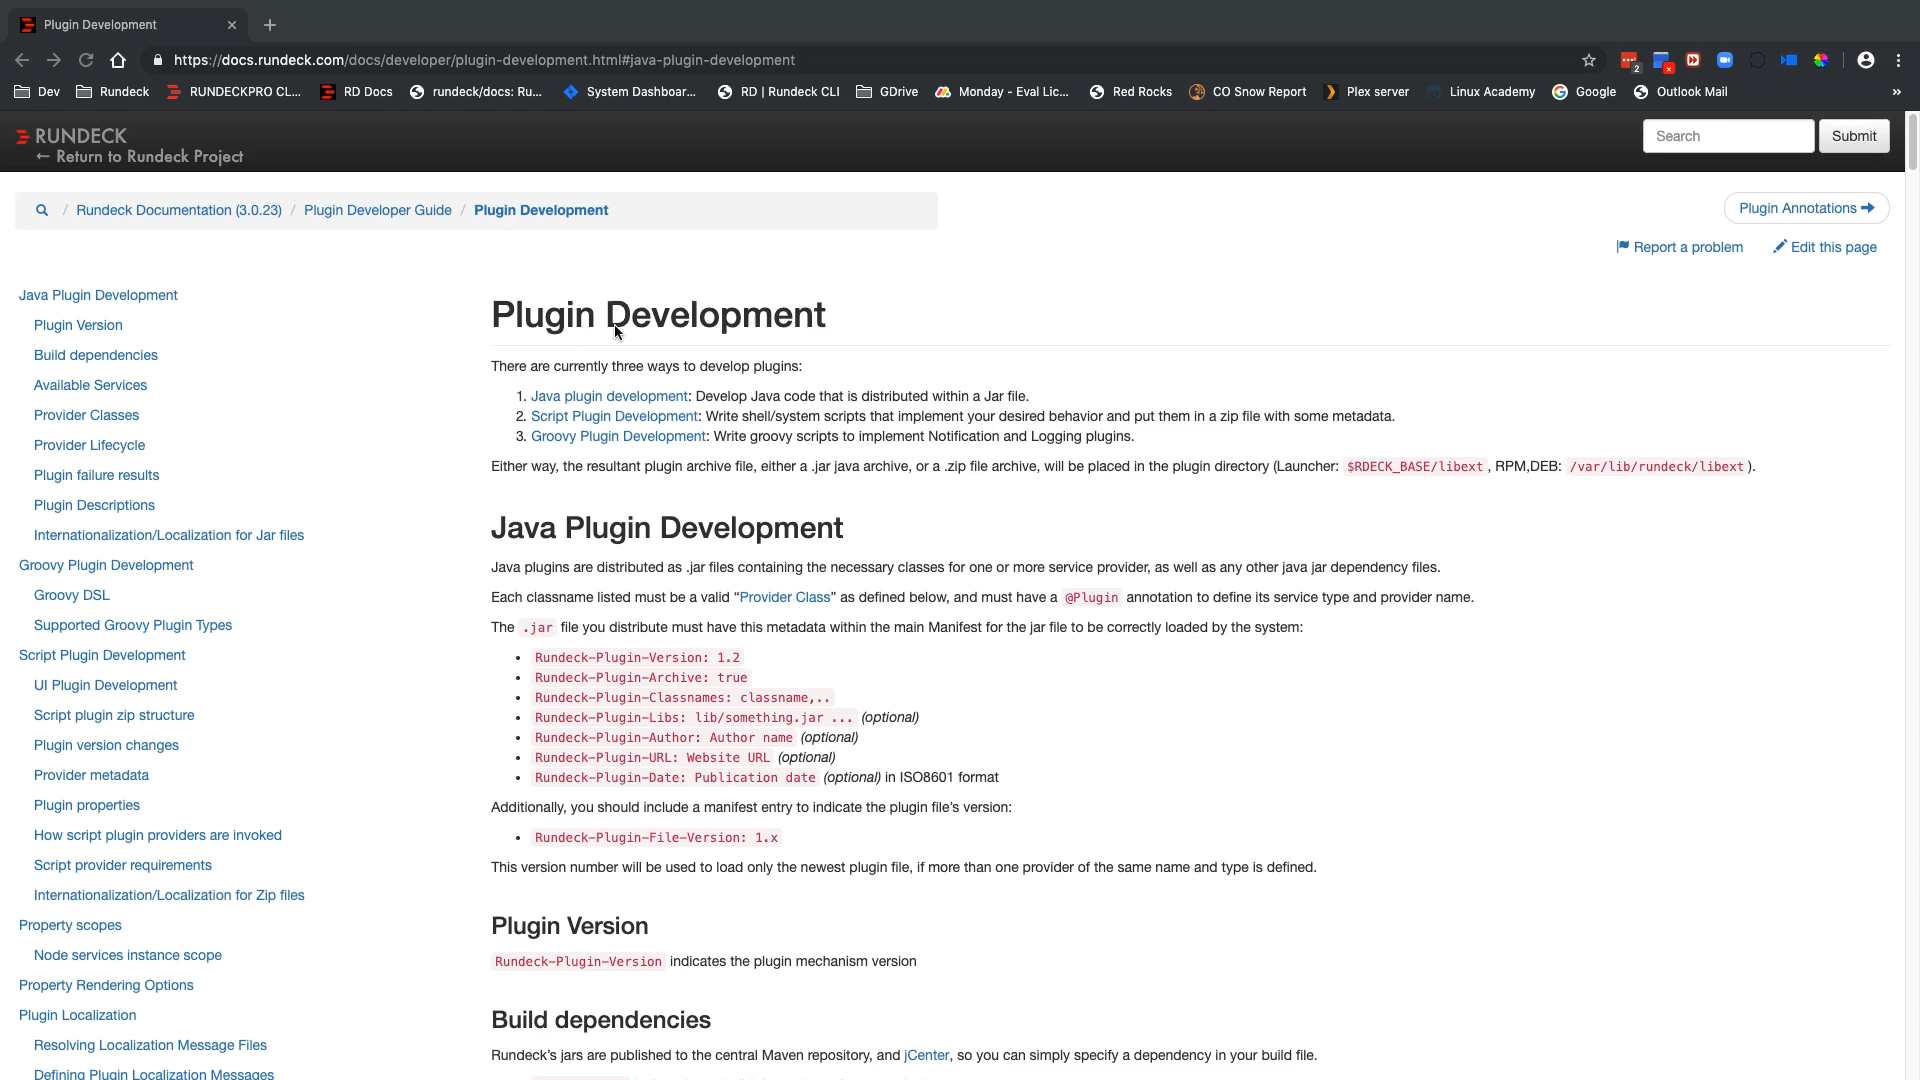 Plugin Development
https://docs.rundeck.com/docs/developer/plugin-development.html#java-plugin-development
2
Dev Rundeck RUNDECKPRO CL... RD Docs rundeck/docs: Ru... System Dashboar... RD | Rundeck CLI GDrive Monday - Eval Lic... Red Rocks CO Snow Report Plex server Linux Academy Google Outlook Mail »
RUNDECK
← Return to Rundeck Project
Search Submit
/ Rundeck Documentation (3.0.23) / Plugin Developer Guide / Plugin Development
Plugin Annotations
Report a problem Edit this page
Java Plugin Development
Plugin Version
Build dependencies
Available Services
Provider Classes
Provider Lifecycle
Plugin failure results
Plugin Descriptions
Internationalization/Localization for Jar files
Groovy Plugin Development
Groovy DSL
Supported Groovy Plugin Types
Script Plugin Development
UI Plugin Development
Script plugin zip structure
Plugin version changes
Provider metadata
Plugin properties
How script plugin providers are invoked
Script provider requirements
Internationalization/Localization for Zip files
Property scopes
Node services instance scope
Property Rendering Options
Plugin Localization
Resolving Localization Message Files
Defining Plugin Localization Messages
Plugin Development
There are currently three ways to develop plugins:
1. Java plugin development: Develop Java code that is distributed within a Jar file.
2. Script Plugin Development: Write shell/system scripts that implement your desired behavior and put them in a zip file with some metadata.
3. Groovy Plugin Development: Write groovy scripts to implement Notification and Logging plugins.
Either way, the resultant plugin archive file, either a .jar java archive, or a .zip file archive, will be placed in the plugin directory (Launcher: $RDECK_BASE/libext, RPM,DEB: /var/lib/rundeck/libext).
Java Plugin Development
Java plugins are distributed as .jar files containing the necessary classes for one or more service provider, as well as any other java jar dependency files.
Each classname listed must be a valid “Provider Class” as defined below, and must have a @Plugin annotation to define its service type and provider name.
The .jar file you distribute must have this metadata within the main Manifest for the jar file to be correctly loaded by the system:
• Rundeck-Plugin-Version: 1.2
• Rundeck-Plugin-Archive: true
• Rundeck-Plugin-Classnames: classname,..
• Rundeck-Plugin-Libs: lib/something.jar ... (optional)
• Rundeck-Plugin-Author: Author name (optional)
• Rundeck-Plugin-URL: Website URL (optional)
• Rundeck-Plugin-Date: Publication date (optional) in ISO8601 format
Additionally, you should include a manifest entry to indicate the plugin file’s version:
• Rundeck-Plugin-File-Version: 1.x
This version number will be used to load only the newest plugin file, if more than one provider of the same name and type is defined.
Plugin Version
Rundeck-Plugin-Version indicates the plugin mechanism version
Build dependencies
Rundeck’s jars are published to the central Maven repository, and jCenter, so you can simply specify a dependency in your build file.